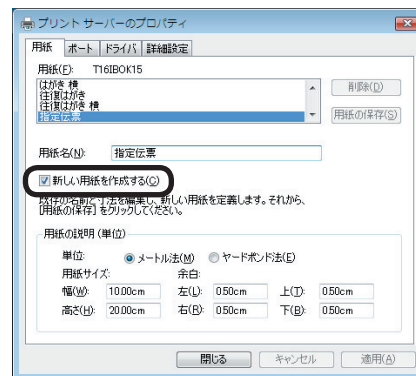 プリント サーバーのプロパティ
用紙 ポート ドライバ 詳細設定
用紙(F): T16IBOK15
はがき 横
往復はがき
往復はがき 横
指定伝票
削除(D)
用紙の保存(S)
用紙名(N): 指定伝票
新しい用紙を作成する(C)
既存の名前と寸法を編集し、新しい用紙を定義します。それから、
[用紙の保存] をクリックしてください。
用紙の説明 (単位)
単位: メートル法(M) ヤードポンド法(E)
用紙サイズ: 余白:
幅(W): 10.00cm 左(L): 0.50cm 上(T): 0.50cm
高さ(H): 20.00cm 右(R): 0.50cm 下(B): 0.50cm
閉じる キャンセル 適用(A)